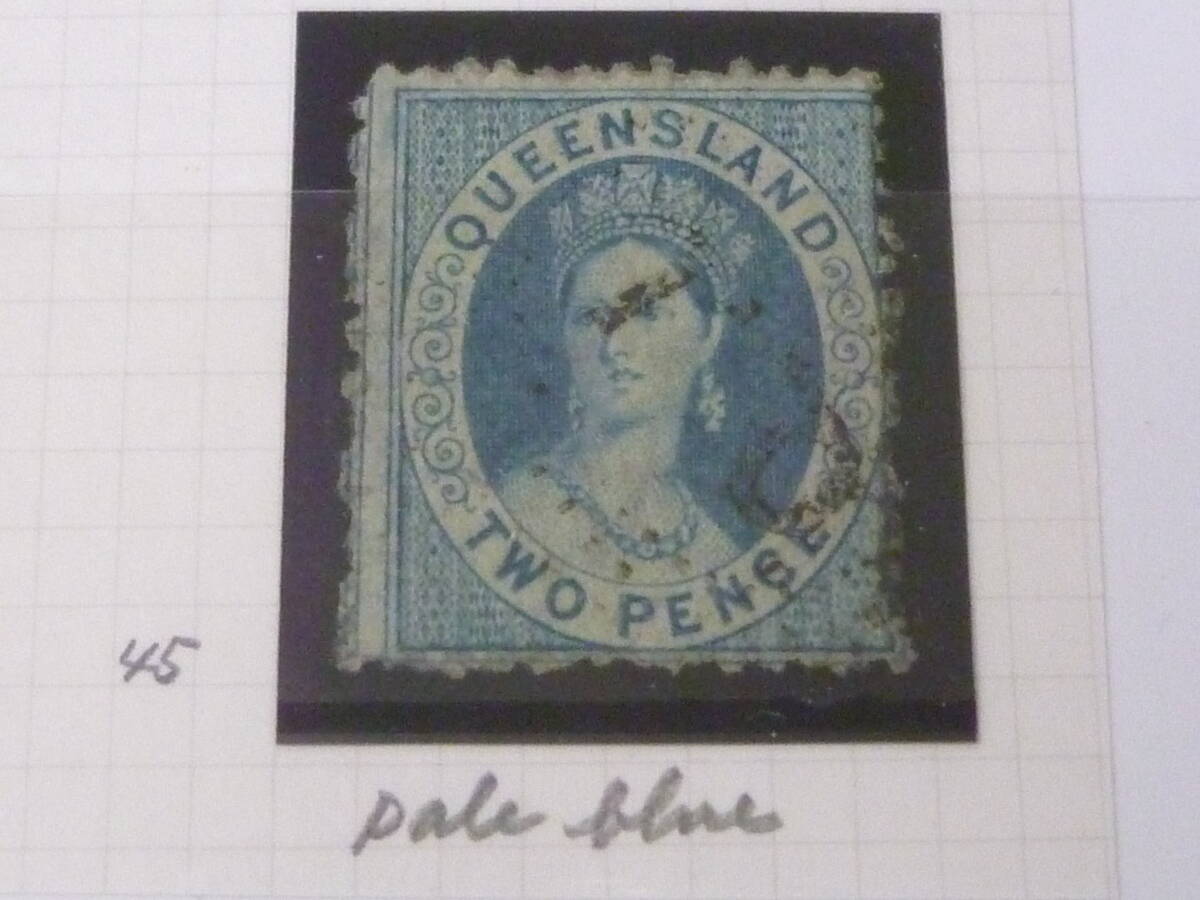 QUEENSLAND
TWO PENCE
45
pale blue